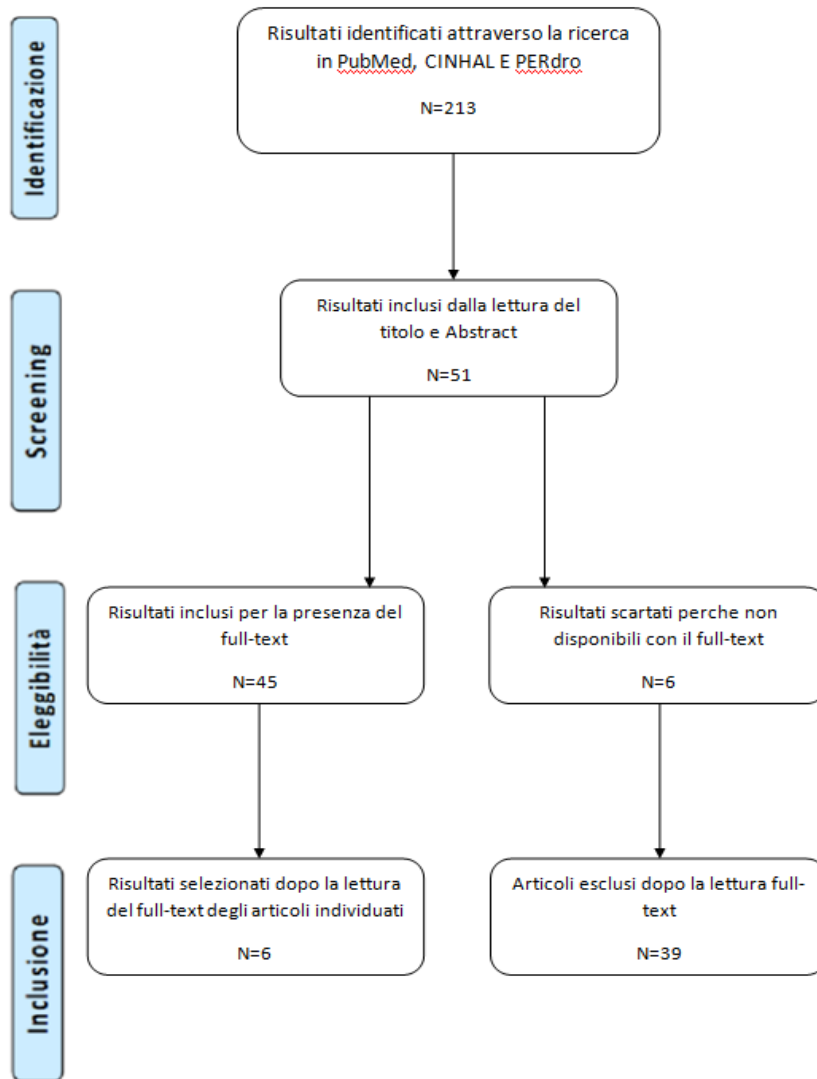 Identificazione
Risultati identificati attraverso la ricerca
in PubMed, CINHAL E PERdro
N=213
Screening
Risultati inclusi dalla lettura del
titolo e Abstract
N=51
Eleggibilità
Risultati inclusi per la presenza del
full-text
N=45
Risultati scartati perche non
disponibili con il full-text
N=6
Inclusione
Risultati selezionati dopo la lettura
del full-text degli articoli individuati
N=6
Articoli esclusi dopo la lettura full-
text
N=39